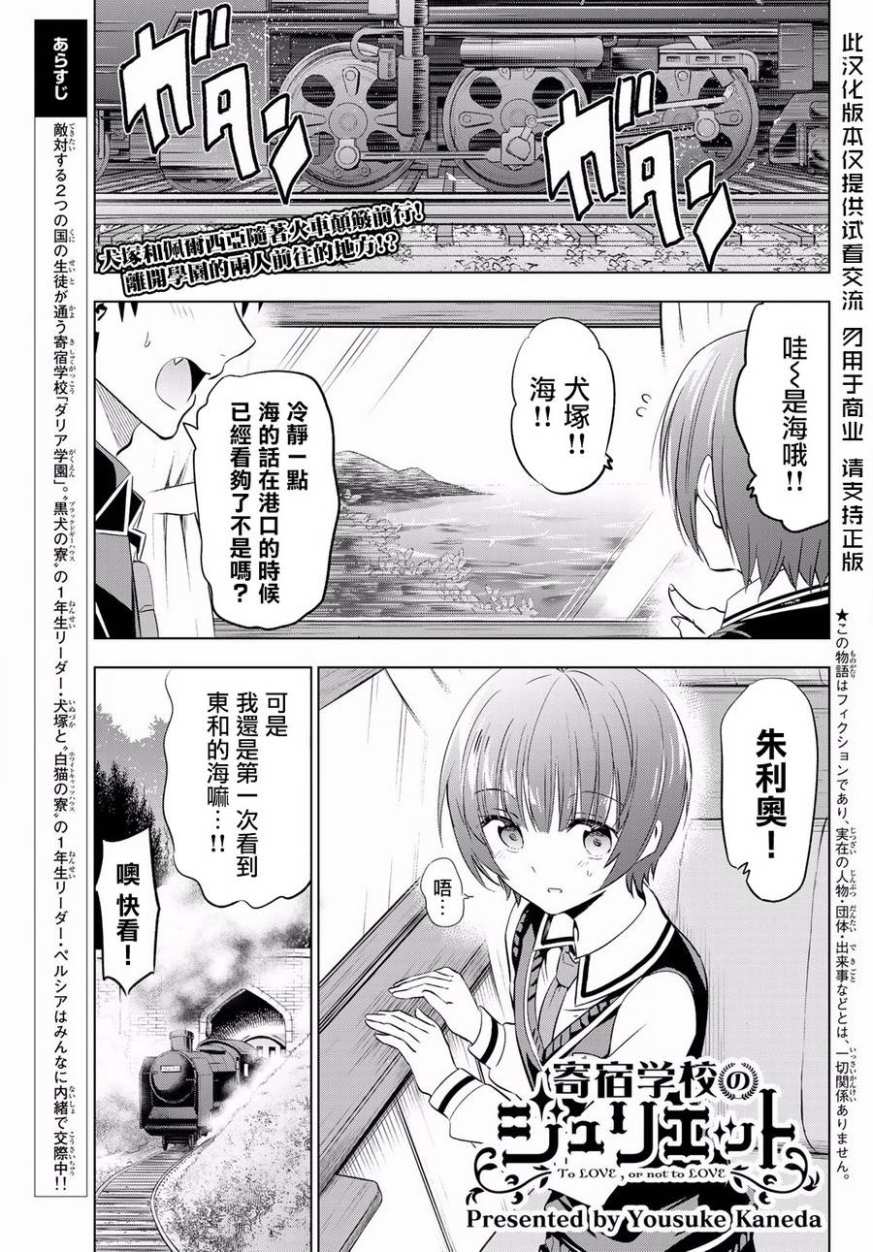 此汉化版本仅提供试看交流 勿用于商业 请支持正版
ガタン
ガタン
犬塚和佩爾西亞隨著火車顛簸前行!
離開學園的兩人前往的地方!?
哇～是海哦!!
犬塚!!
海!!
冷靜一點
海的話在港口的時候
已經看夠了不是嗎?
朱利奧!
唔…
可是
我還是第一次看到
東和的海嘛…!!
噢 快看!
寄宿学校の
ジュリエット
To LOVE, or not to LOVE
Presented by Yousuke Kaneda
★この物語はフィクションであり、実在の人物・団体・出来事などとは、一切関係ありません。
あらすじ
敵対する2つの国の生徒が通う寄宿学校「ダリア学園」。〝黒犬の寮〟の1年生リーダー・犬塚と〝白猫の寮〟の1年生リーダー・ペルシアはみんなに内緒で交際中!!